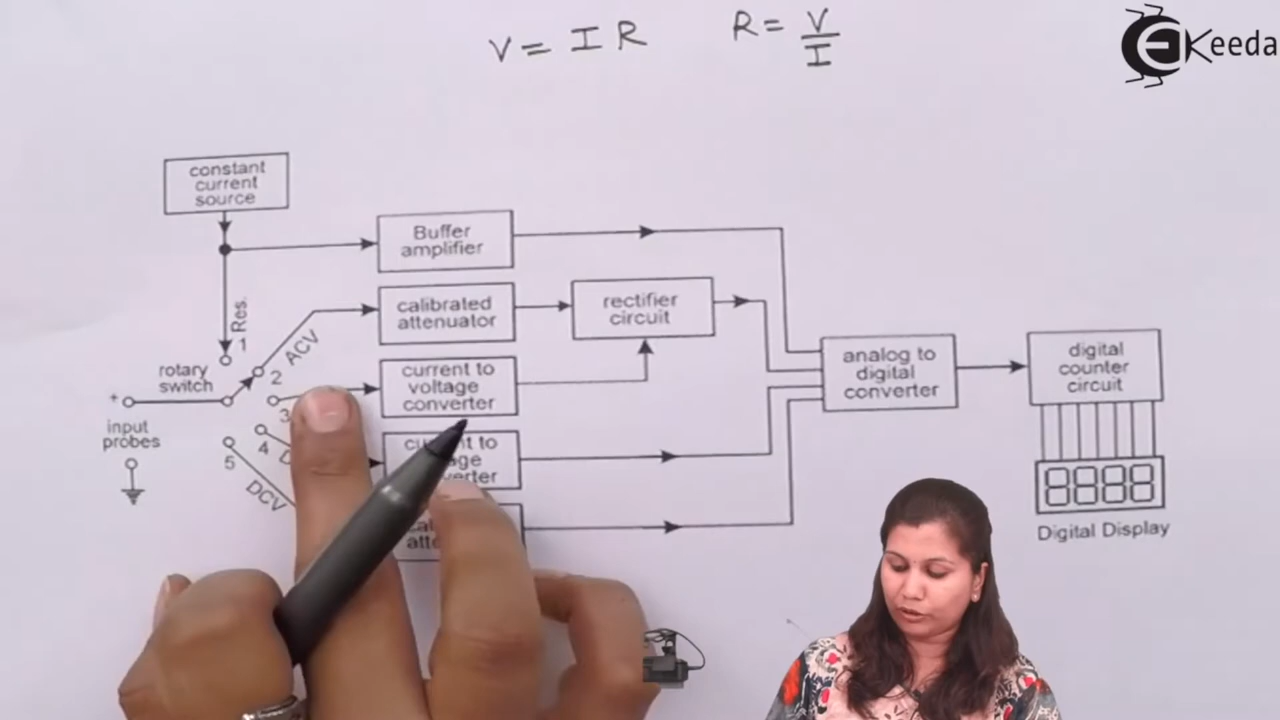 V = I R
R = V
I
Keeda
constant
current
source
Buffer
amplifier
Res.
1
calibrated
attenuator
rectifier
circuit
ACV
2
rotary
switch
+
input
probes
3
4
5
DCV
current to
voltage
converter
analog to
digital
converter
digital
counter
circuit
8888
Digital Display